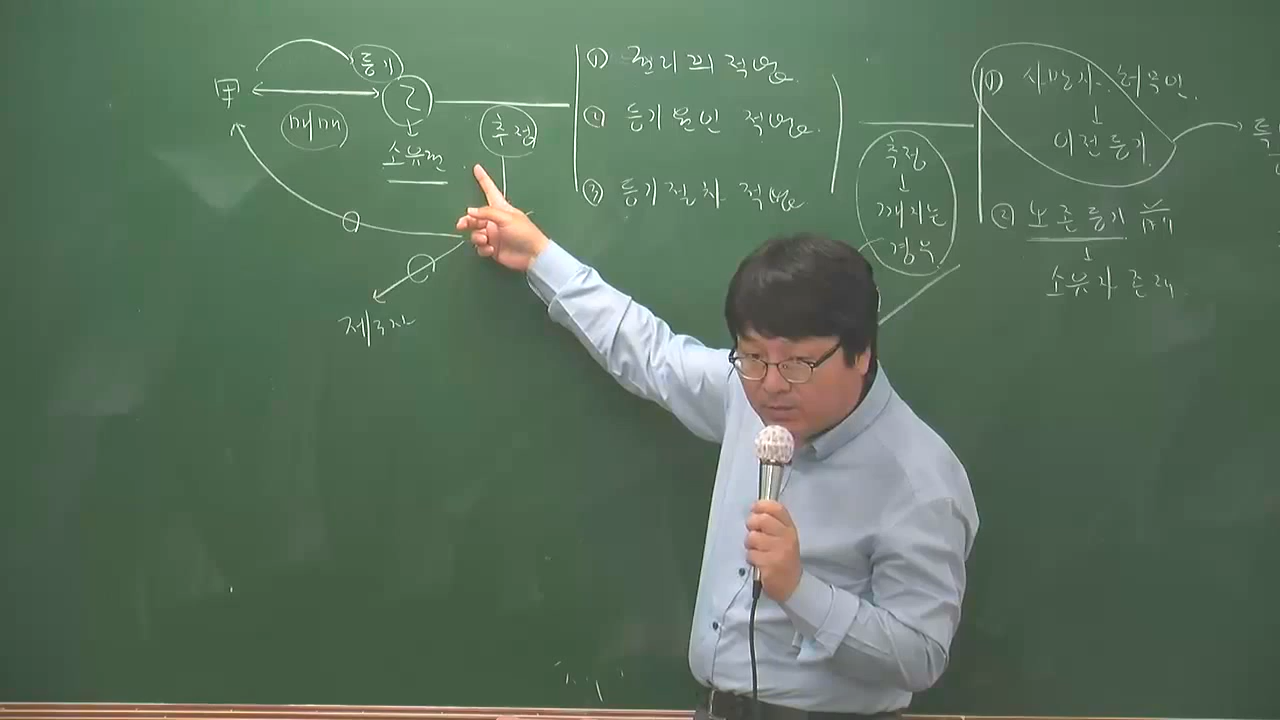 甲
등기
乙
매매
소유권
추정
제3자
① 권리의 적법.
② 등기원인 적법.
③ 등기절차 적법.
추정
깨지는
경우.
① 사망자. 허무인.
이전등기.
② 보존등기
소유자 존재.